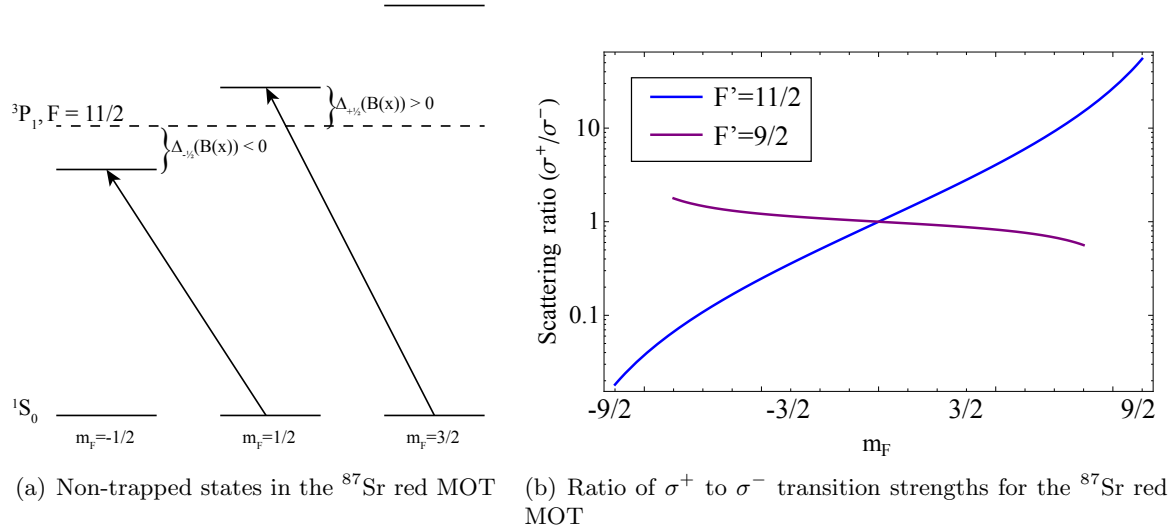 ³P₁, F = 11/2
Δ₊½(B(x)) > 0
Δ₋½(B(x)) < 0
¹S₀
m_F=-1/2
m_F=1/2
m_F=3/2
(a) Non-trapped states in the ⁸⁷Sr red MOT
Scattering ratio (σ⁺/σ⁻)
10
1
0.1
F'=11/2
F'=9/2
-9/2
-3/2
3/2
9/2
m_F
(b) Ratio of σ⁺ to σ⁻ transition strengths for the ⁸⁷Sr red
MOT